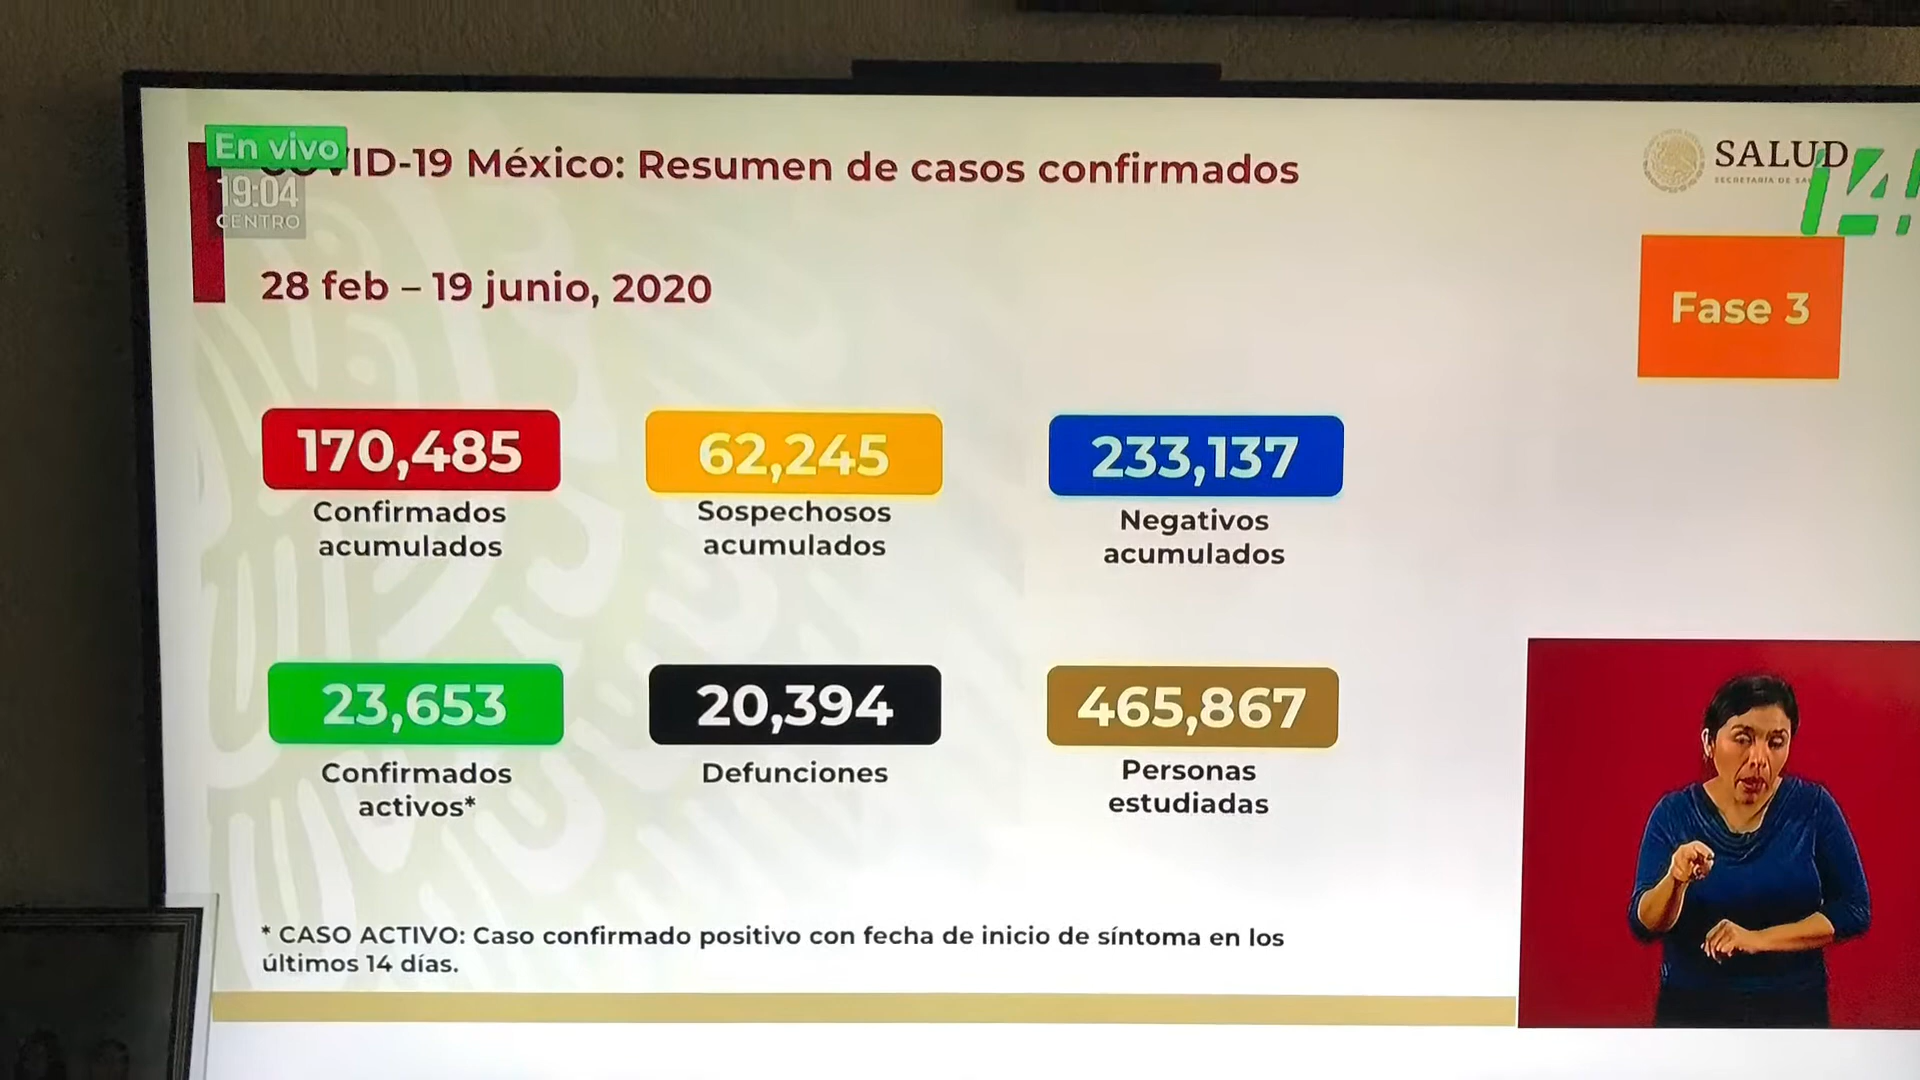 En vivo
19:04
CENTRO
COVID-19 México: Resumen de casos confirmados
28 feb – 19 junio, 2020
SALUD
14
Fase 3
170,485
Confirmados
acumulados
62,245
Sospechosos
acumulados
233,137
Negativos
acumulados
23,653
Confirmados
activos*
20,394
Defunciones
465,867
Personas
estudiadas
* CASO ACTIVO: Caso confirmado positivo con fecha de inicio de síntoma en los
últimos 14 días.